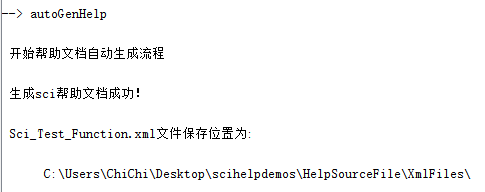 --> autoGenHelp
开始帮助文档自动生成流程
生成sci帮助文档成功!
Sci_Test_Function.xml文件保存位置为:
C:\Users\ChiChi\Desktop\scihelpdemos\HelpSourceFile\XmlFiles\